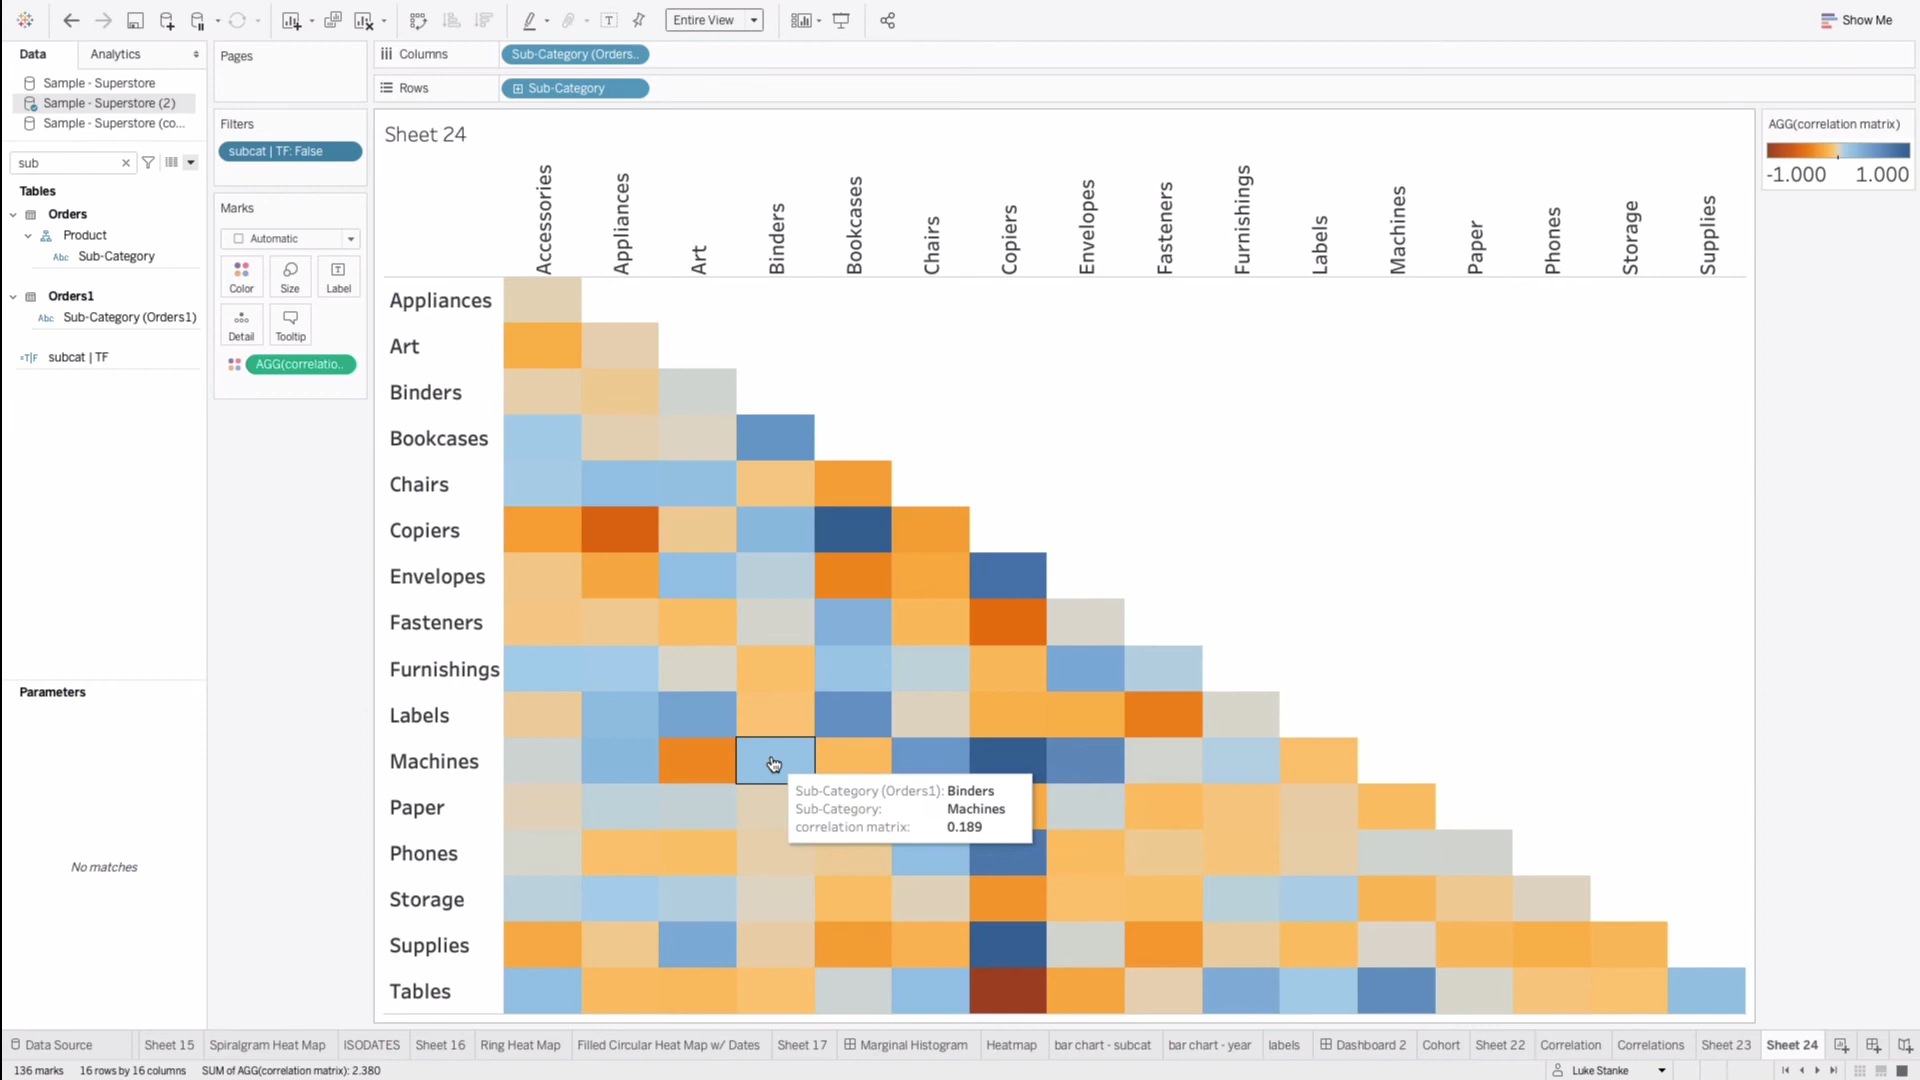 Entire View
Show Me
Data
Analytics
Pages
Columns
Sub-Category (Orders..
Sample - Superstore
Sample - Superstore (2)
Sample - Superstore (co...
Rows
Sub-Category
Filters
subcat | TF: False
Sheet 24
AGG(correlation matrix)
-1.000
1.000
sub
Tables
Orders
Product
Abc Sub-Category
Orders1
Abc Sub-Category (Orders1)
=T|F subcat | TF
Marks
Automatic
Color
Size
Label
Detail
Tooltip
AGG(correlatio..
Accessories
Appliances
Art
Binders
Bookcases
Chairs
Copiers
Envelopes
Fasteners
Furnishings
Labels
Machines
Paper
Phones
Storage
Supplies
Appliances
Art
Binders
Bookcases
Chairs
Copiers
Envelopes
Fasteners
Furnishings
Labels
Machines
Paper
Phones
Storage
Supplies
Tables
Sub-Category (Orders1): Binders
Sub-Category: Machines
correlation matrix: 0.189
Parameters
No matches
Data Source
Sheet 15
Spiralgram Heat Map
ISODATES
Sheet 16
Ring Heat Map
Filled Circular Heat Map w/ Dates
Sheet 17
Marginal Histogram
Heatmap
bar chart - subcat
bar chart - year
labels
Dashboard 2
Cohort
Sheet 22
Correlation
Correlations
Sheet 23
Sheet 24
136 marks
16 rows by 16 columns
SUM of AGG(correlation matrix): 2.380
Luke Stanke